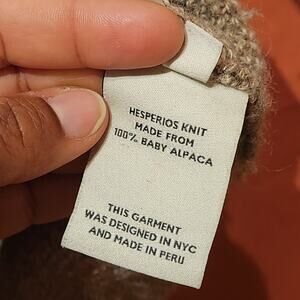 HESPERIOS KNIT
MADE FROM
100% BABY ALPACA
THIS GARMENT
WAS DESIGNED IN NYC
AND MADE IN PERU